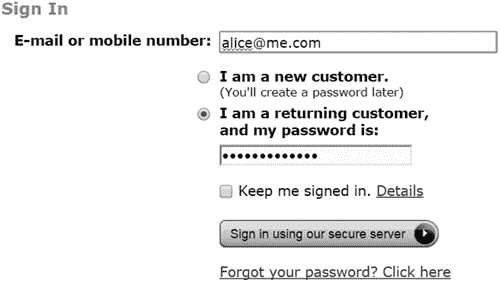 Sign In
E-mail or mobile number: alice@me.com
I am a new customer.
(You'll create a password later)
I am a returning customer,
and my password is:
•••••••••••••
Keep me signed in. Details
Sign in using our secure server
Forgot your password? Click here